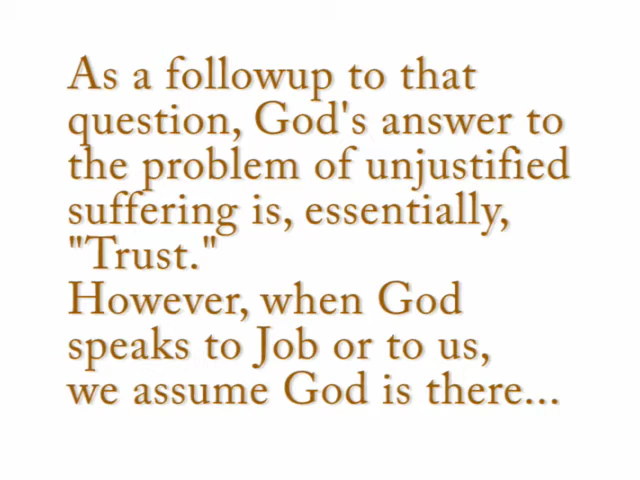 As a followup to that
question, God's answer to
the problem of unjustified
suffering is, essentially,
"Trust."
However, when God
speaks to Job or to us,
we assume God is there...